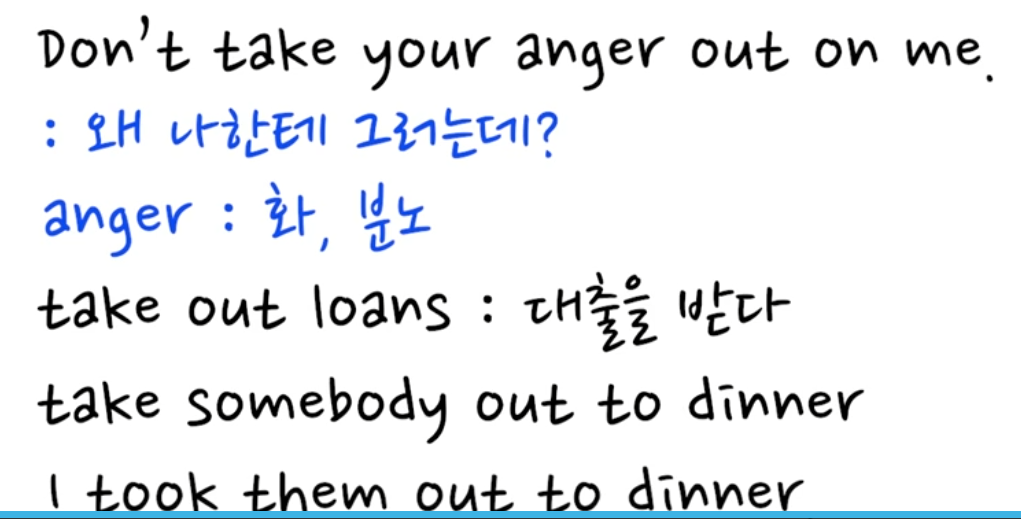 Don't take your anger out on me.
: 왜 나한테 그러는데?
anger : 화, 분노
take out loans : 대출을 받다
take somebody out to dinner
I took them out to dinner